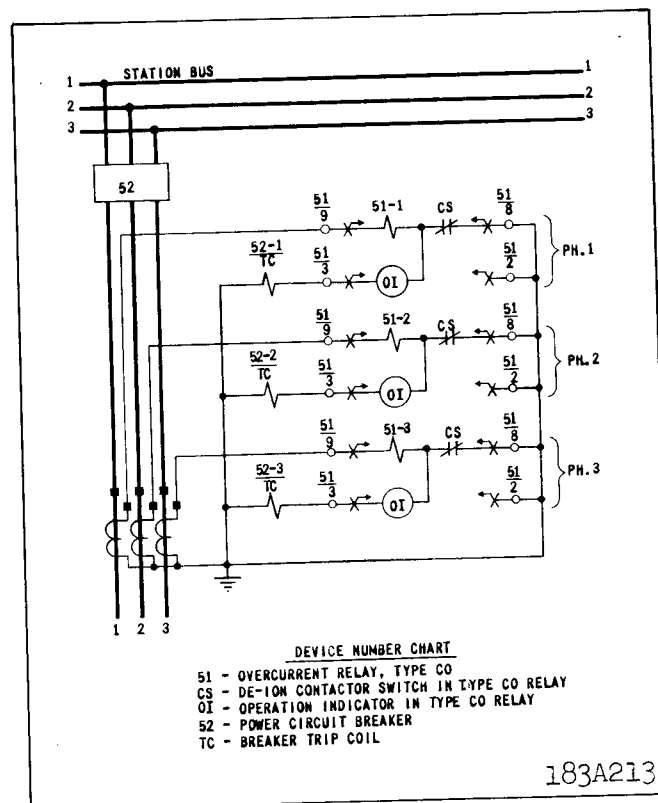 STATION BUS
1
1
2
2
3
3
52
51
9
51-1
CS
51
8
52-1
TC
51
3
OI
51
2
PH.1
51
9
51-2
CS
51
8
52-2
TC
51
3
OI
51
2
PH.2
51
9
51-3
CS
51
8
52-3
TC
51
3
OI
51
2
PH.3
1 2 3
DEVICE NUMBER CHART
51 - OVERCURRENT RELAY, TYPE CO
CS - DE-ION CONTACTOR SWITCH IN TYPE CO RELAY
OI - OPERATION INDICATOR IN TYPE CO RELAY
52 - POWER CIRCUIT BREAKER
TC - BREAKER TRIP COIL
183A213